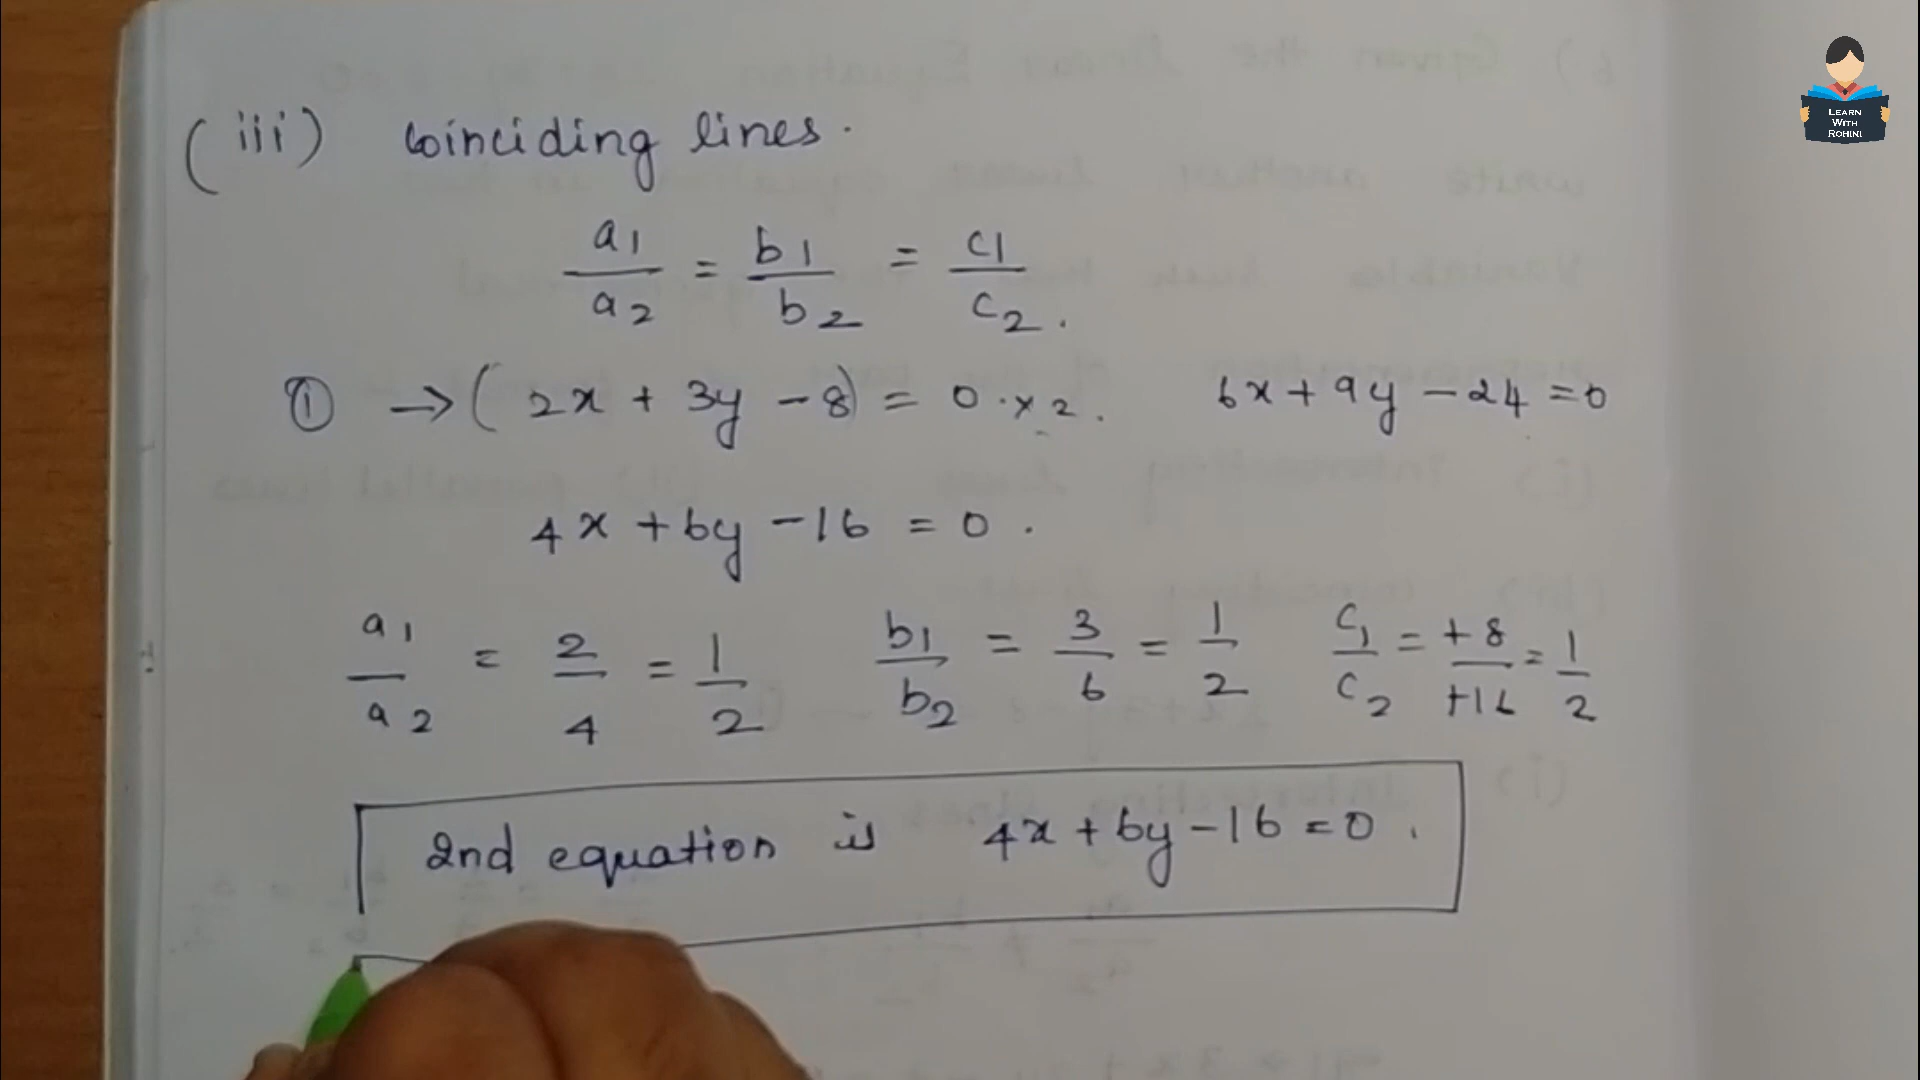 LEARN
WITH
ROHINI
(iii) Coinciding lines.
a1/a2 = b1/b2 = c1/c2.
① → (2x + 3y - 8) = 0 · x 2. 6x + 9y - 24 = 0
4x + 6y - 16 = 0.
a1/a2 = 2/4 = 1/2 b1/b2 = 3/6 = 1/2 c1/c2 = +8/+16 = 1/2
2nd equation is 4x + 6y - 16 = 0.